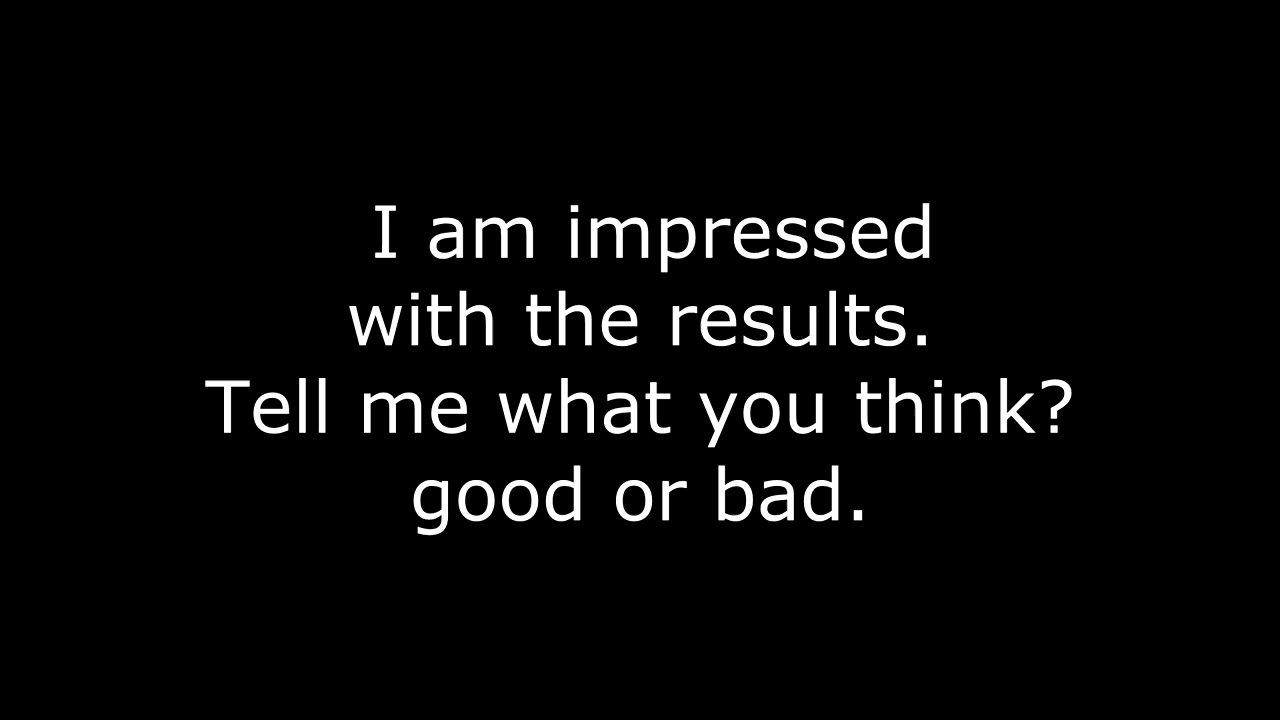 I am impressed
with the results.
Tell me what you think?
good or bad.